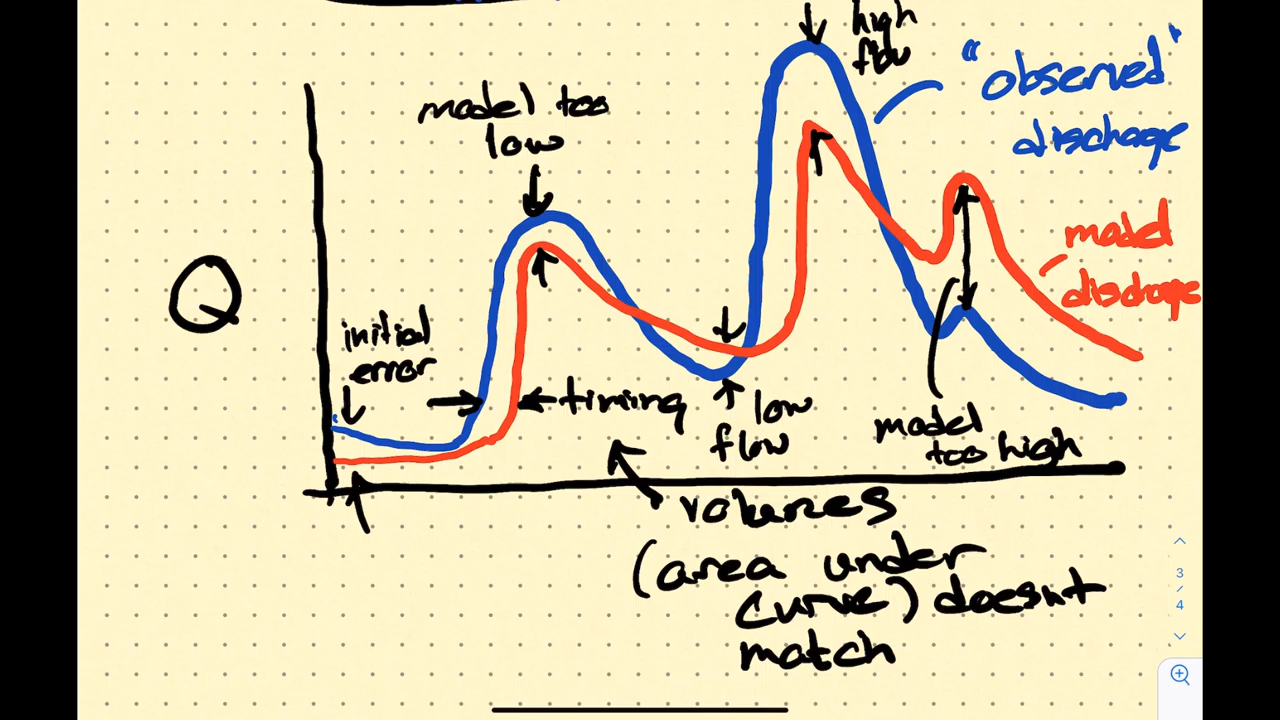 high
flow
"observed"
discharge
model too
low
Q
model
discharge
initial
error
timing
low
flow
model
too high
volumes
(area under
curve) doesnt
match
3
/
4